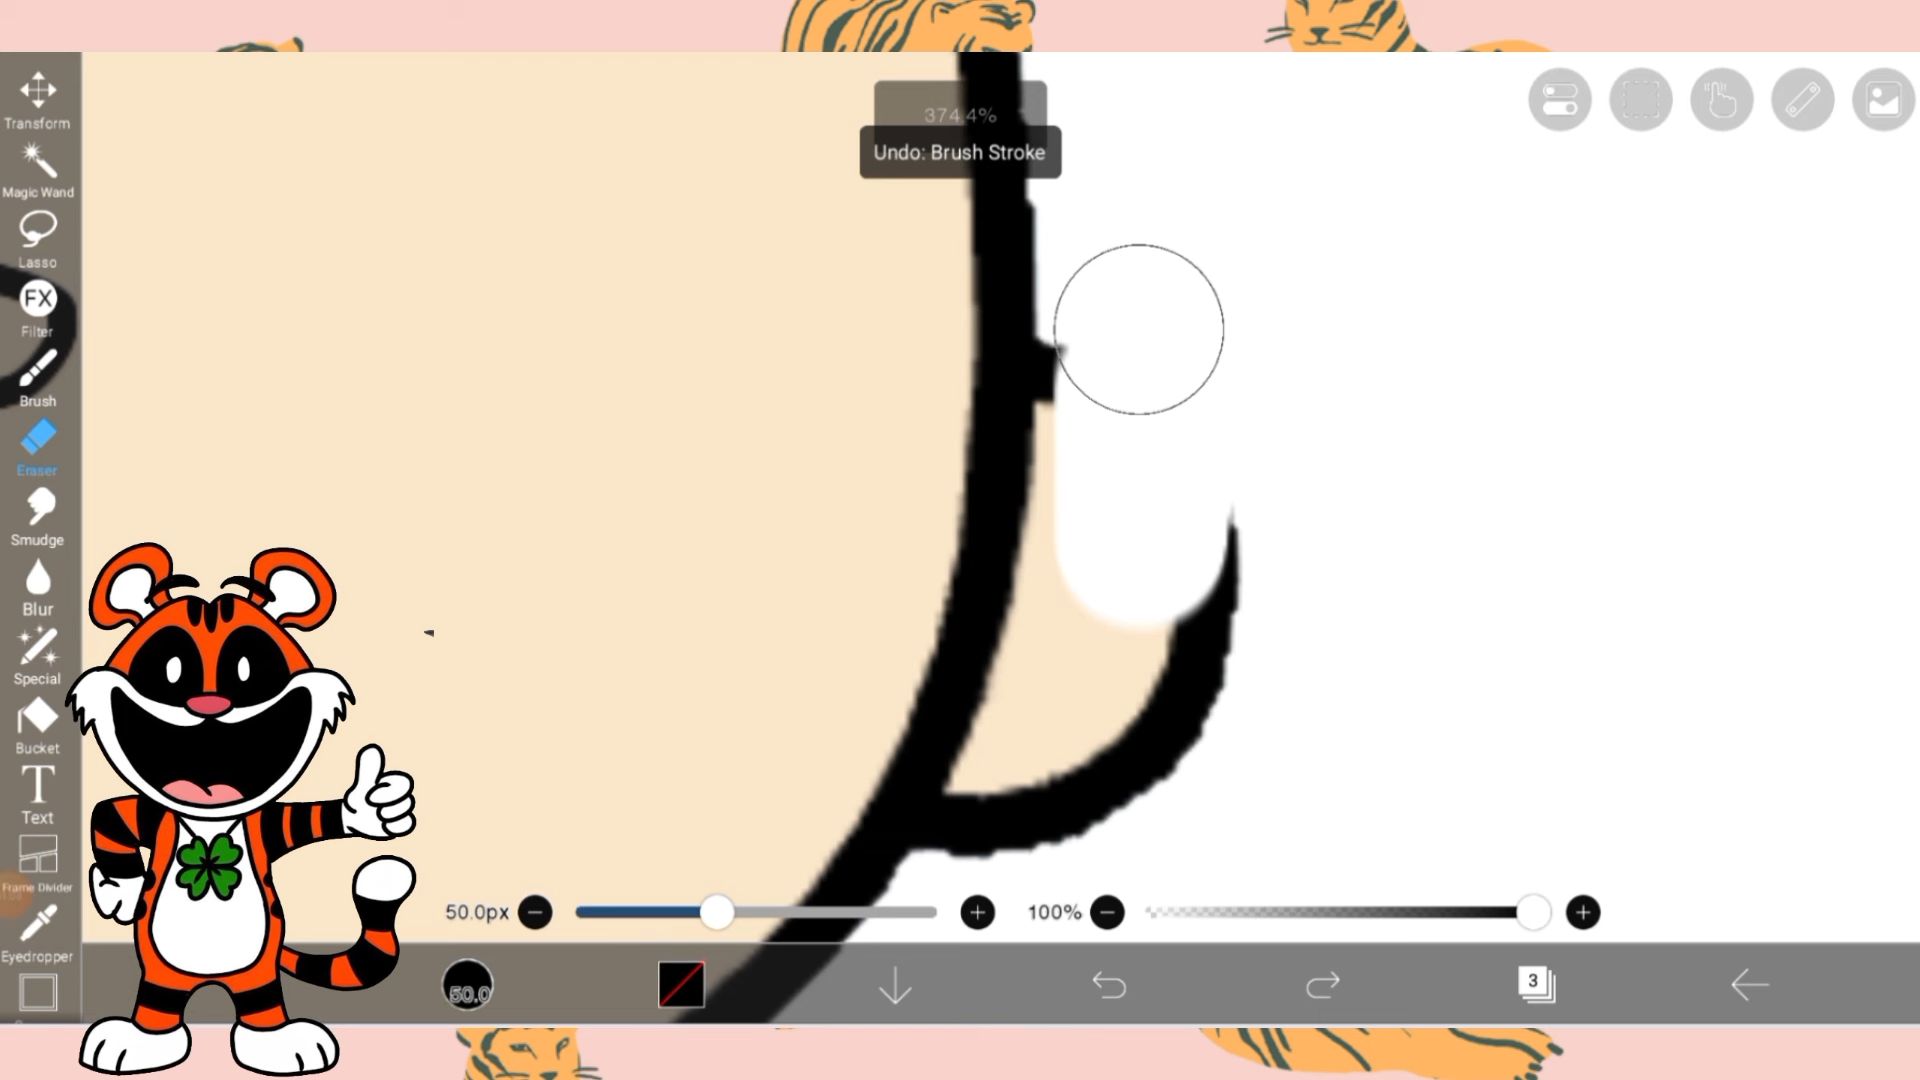 374.4%
Undo: Brush Stroke
Transform
Magic Wand
Lasso
FX
Filter
Brush
Eraser
Smudge
Blur
Special
Bucket
T
Text
Frame Divider
Eyedropper
50.0px
100%
50.0
3